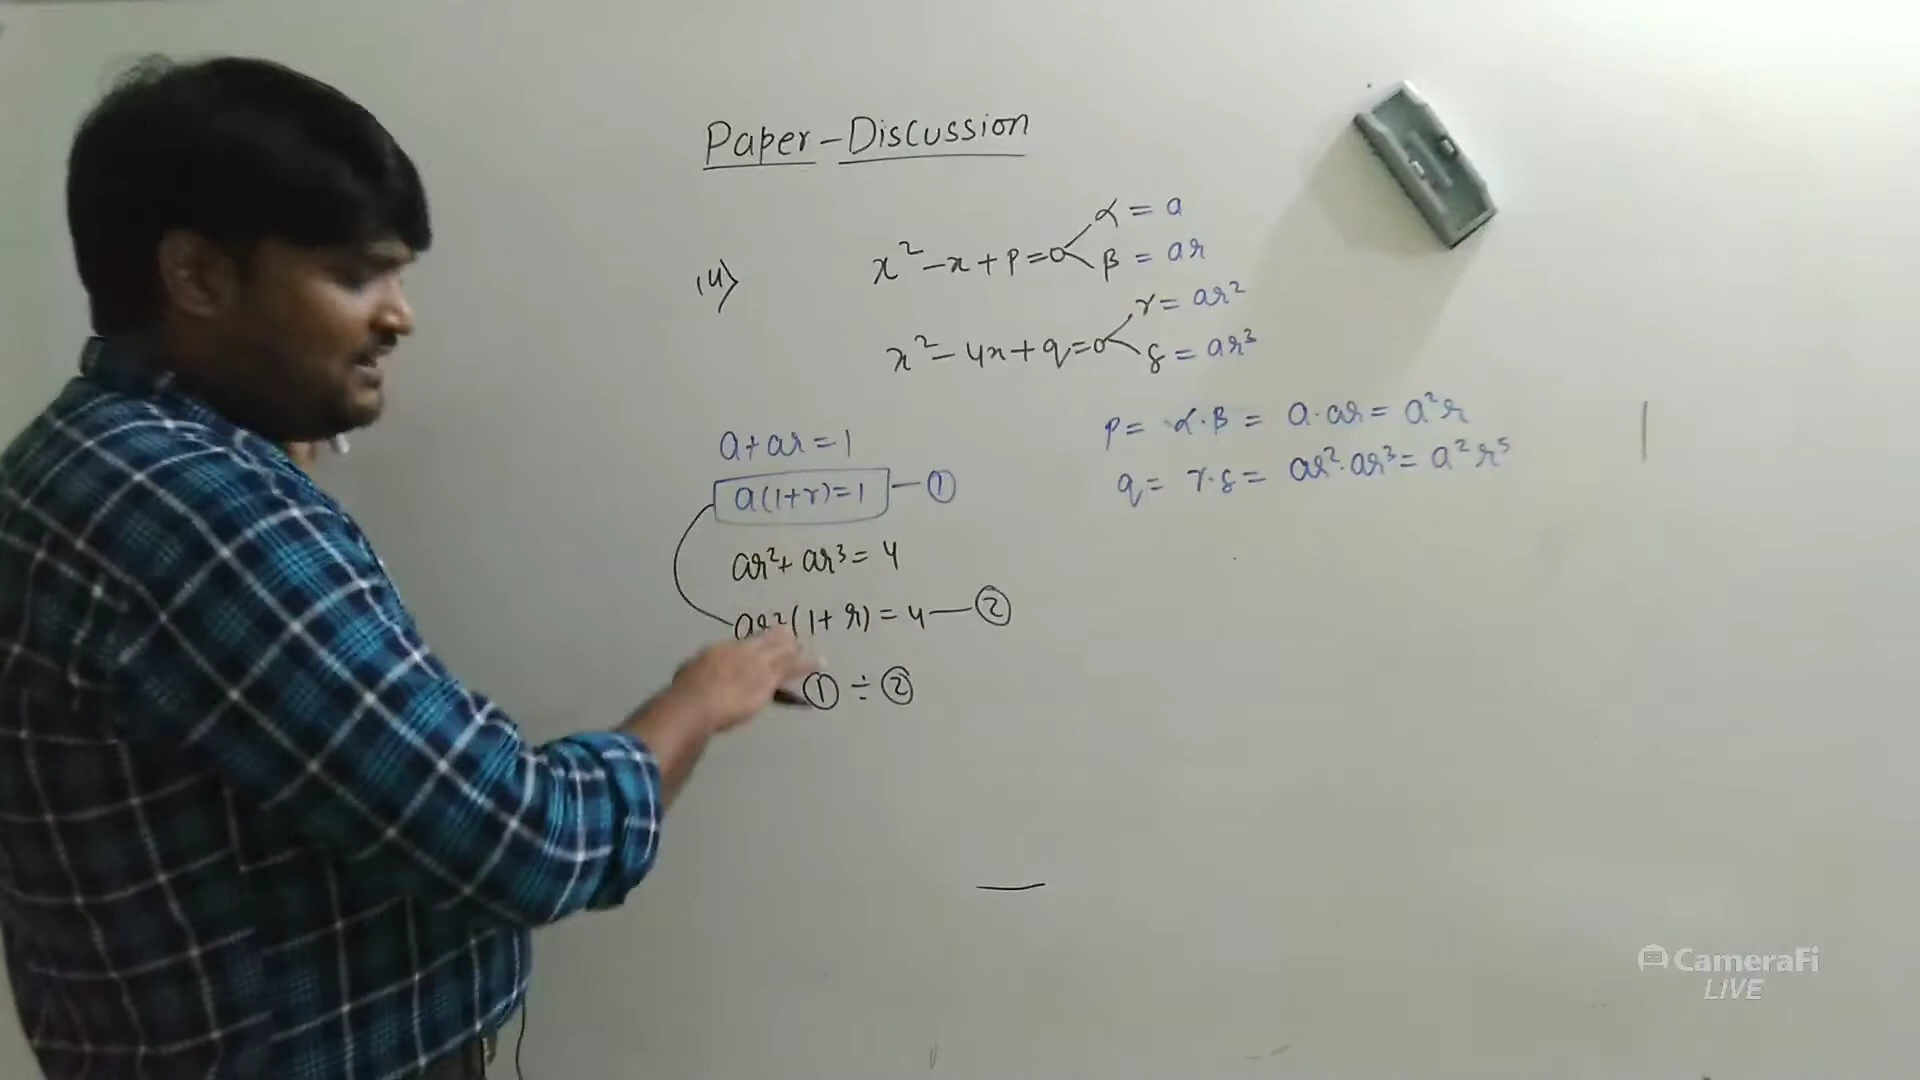 Paper-Discussion
14)
x² - x + p = 0
α = a
β = ar
x² - 4x + q = 0
γ = ar²
δ = ar³
a + ar = 1
a(1+r) = 1 — ①
ar² + ar³ = 4
ar²(1+r) = 4 — ②
① ÷ ②
p = α·β = a·ar = a²r
q = γ·δ = ar²·ar³ = a²r⁵
CameraFi
LIVE